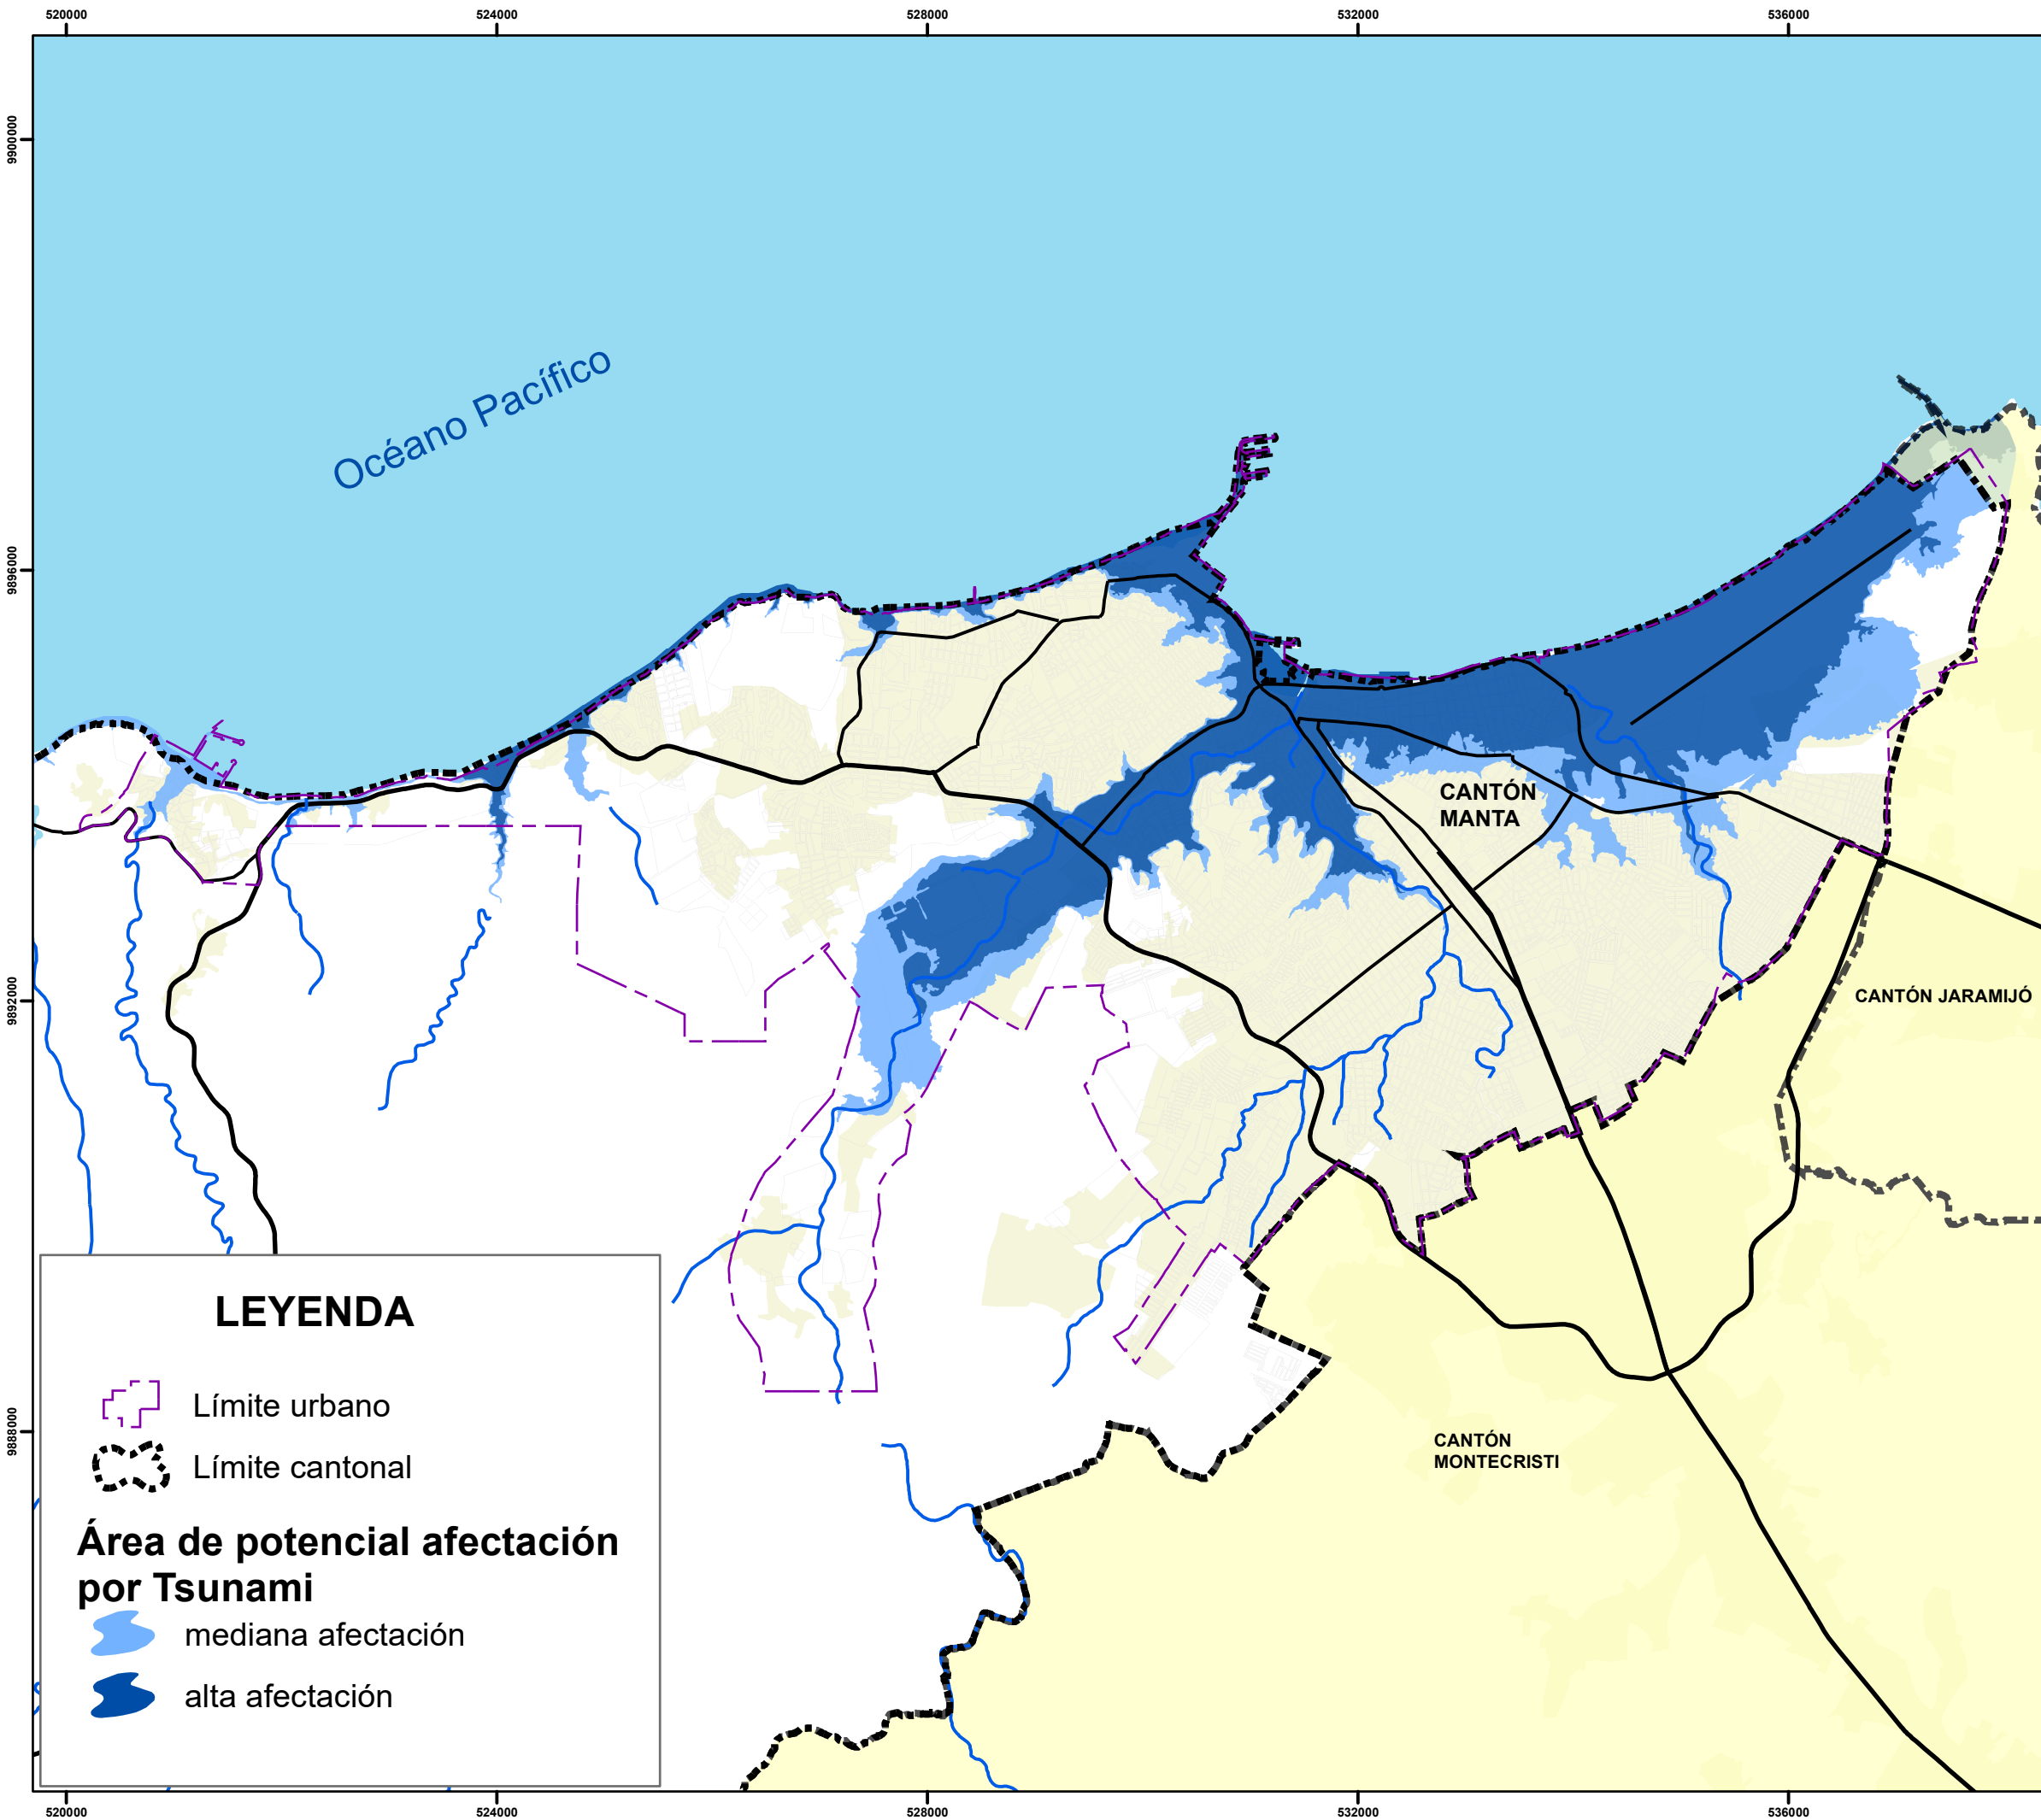 520000
524000
528000
532000
536000
9900000
9896000
9892000
9888000
Océano Pacífico
CANTÓN
MANTA
CANTÓN JARAMIJÓ
CANTÓN
MONTECRISTI
LEYENDA
Límite urbano
Límite cantonal
Área de potencial afectación
por Tsunami
mediana afectación
alta afectación
520000
524000
528000
532000
536000